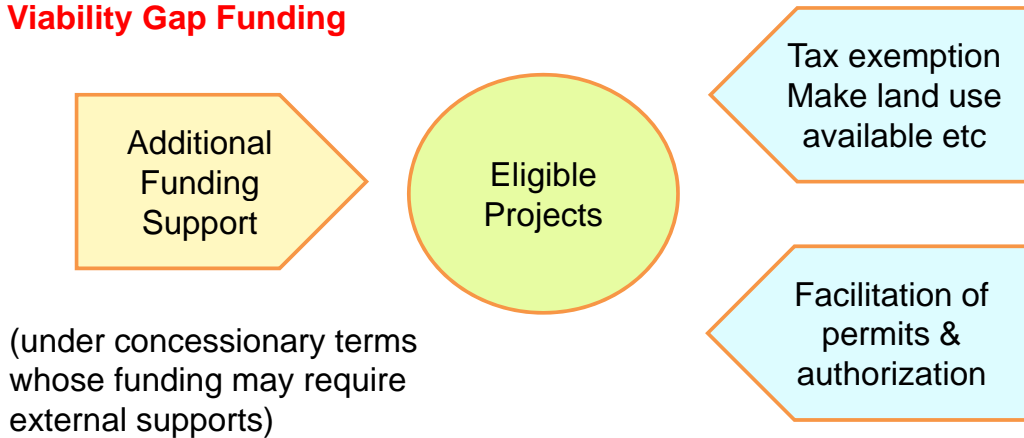 Viability Gap Funding
Additional
Funding
Support
(under concessionary terms
whose funding may require
external supports)
Eligible
Projects
Tax exemption
Make land use
available etc
Facilitation of
permits &
authorization